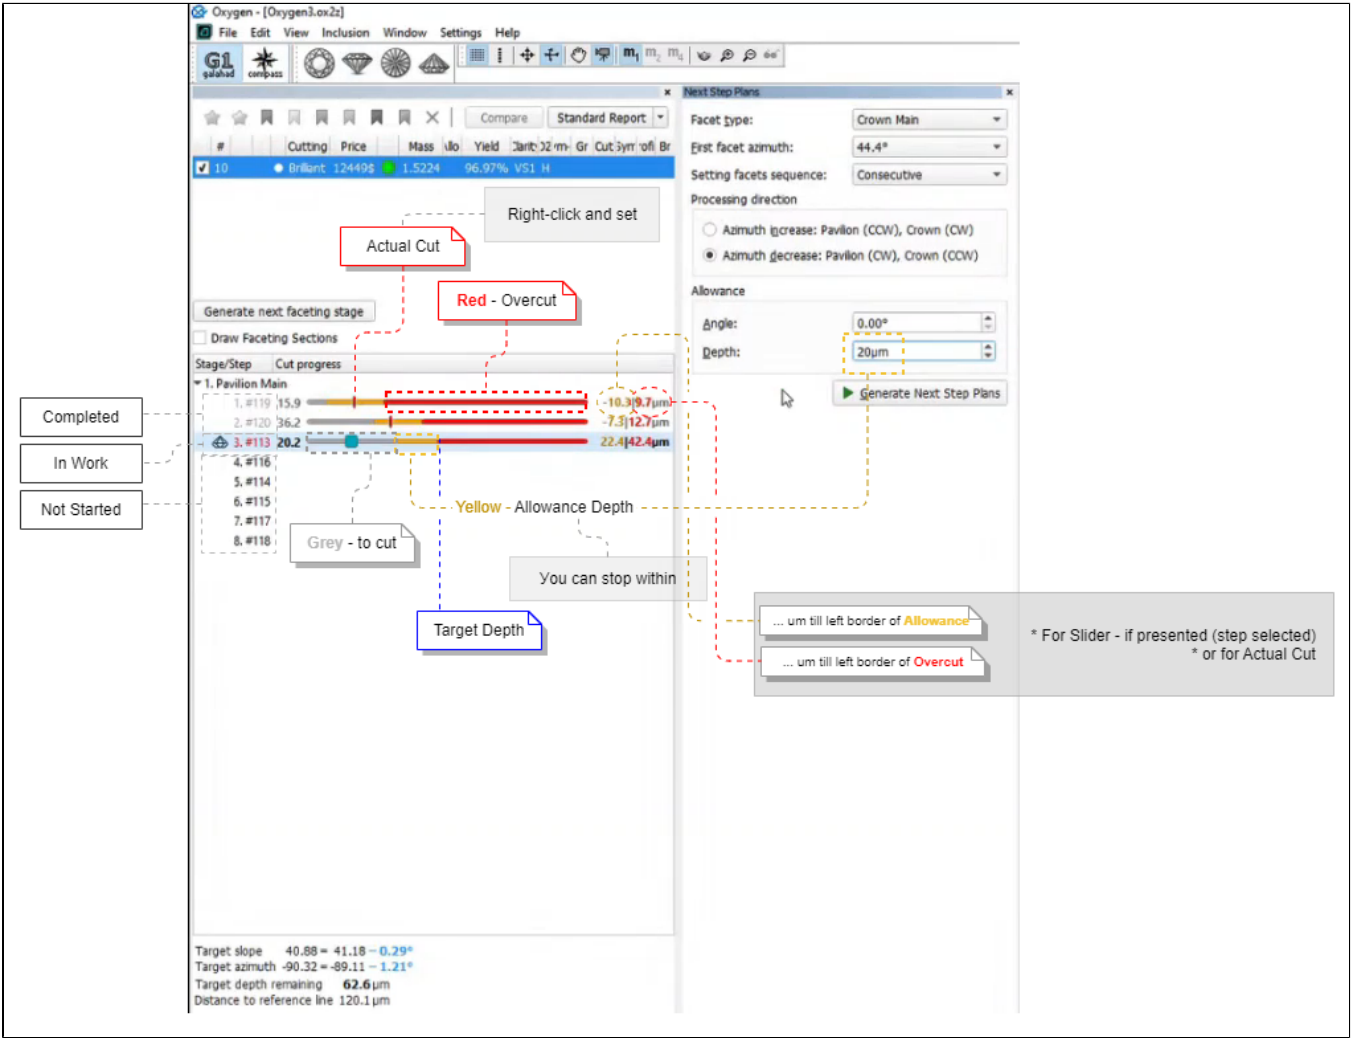 Oxygen - [Oxygen3.ox2z]
File Edit View Inclusion Window Settings Help
G1 galahad compass m1 m2 m4
Next Step Plans
Compare Standard Report
# Cutting Price Mass Yield Gr Cut Br
10 Brilliant 12449$ 1.5224 96.97% VS1 H
Facet type: Crown Main
First facet azimuth: 44.4°
Setting facets sequence: Consecutive
Processing direction
Azimuth increase: Pavilion (CCW), Crown (CW)
Azimuth decrease: Pavilion (CW), Crown (CCW)
Allowance
Angle: 0.00°
Depth: 20µm
Generate Next Step Plans
Right-click and set
Actual Cut
Red - Overcut
Generate next faceting stage
Draw Faceting Sections
Stage/Step Cut progress
1. Pavilion Main
1. #119 15.9 -10.3|9.7µm
2. #120 36.2 -7.3|12.7µm
3. #113 20.2 22.4|42.4µm
4. #116
5. #114
6. #115
7. #117
8. #118
Completed
In Work
Not Started
Yellow - Allowance Depth
Grey - to cut
You can stop within
Target Depth
... um till left border of Allowance
... um till left border of Overcut
* For Slider - if presented (step selected)
* or for Actual Cut
Target slope 40.88 = 41.18 - 0.29°
Target azimuth -90.32 = -89.11 - 1.21°
Target depth remaining 62.6 µm
Distance to reference line 120.1 µm